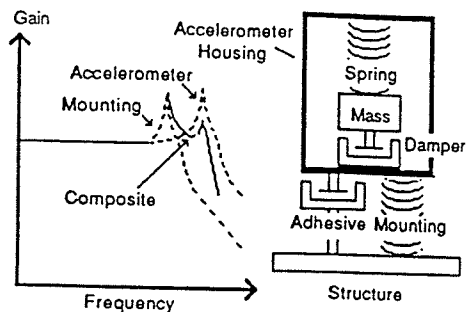 Gain
Accelerometer
Mounting
Composite
Frequency
Accelerometer
Housing
Spring
Mass
Damper
Adhesive Mounting
Structure